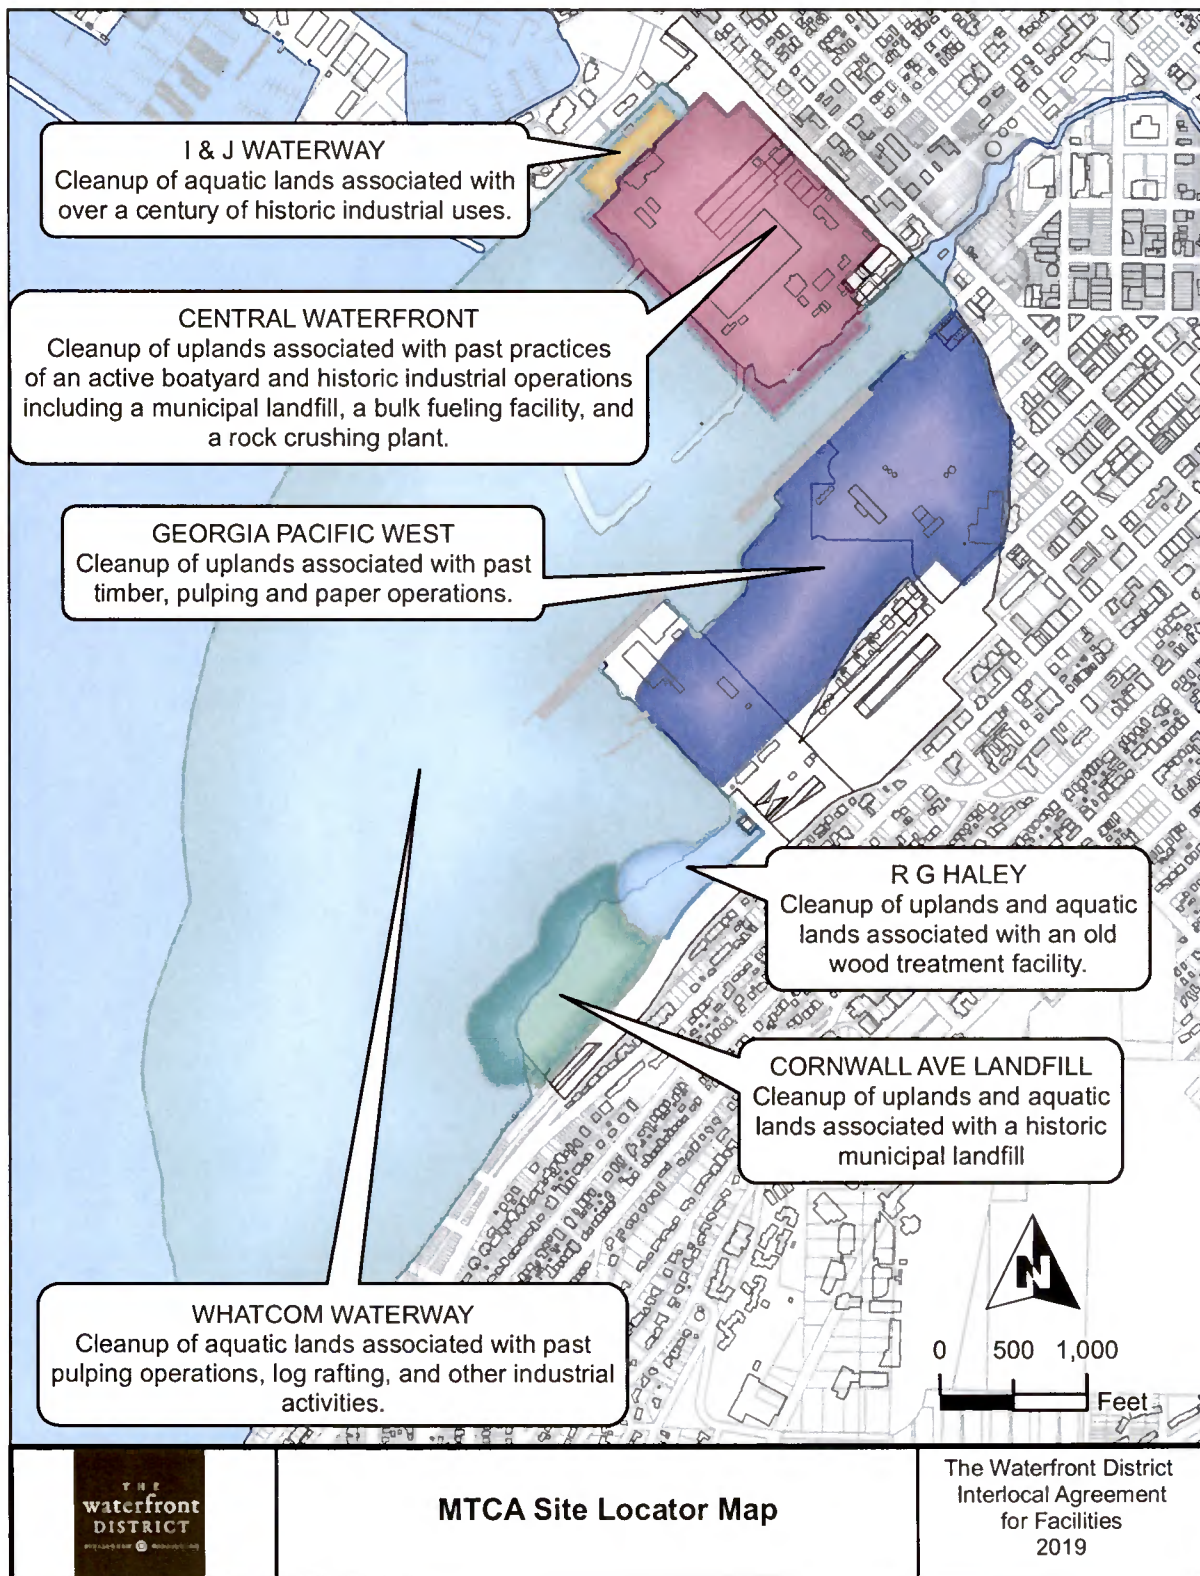 I & J WATERWAY
Cleanup of aquatic lands associated with
over a century of historic industrial uses.
CENTRAL WATERFRONT
Cleanup of uplands associated with past practices
of an active boatyard and historic industrial operations
including a municipal landfill, a bulk fueling facility, and
a rock crushing plant.
GEORGIA PACIFIC WEST
Cleanup of uplands associated with past
timber, pulping and paper operations.
R G HALEY
Cleanup of uplands and aquatic
lands associated with an old
wood treatment facility.
CORNWALL AVE LANDFILL
Cleanup of uplands and aquatic
lands associated with a historic
municipal landfill
WHATCOM WATERWAY
Cleanup of aquatic lands associated with past
pulping operations, log rafting, and other industrial
activities.
N
0 500 1,000
Feet
THE
waterfront
DISTRICT
MTCA Site Locator Map
The Waterfront District
Interlocal Agreement
for Facilities
2019